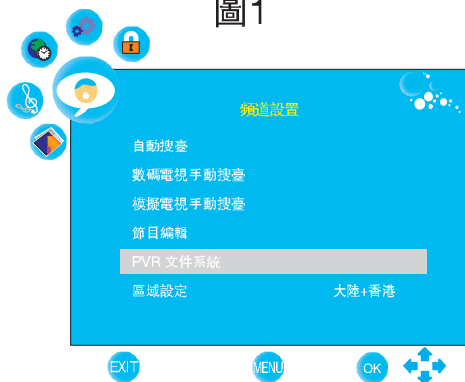 圖1
頻道設置
自動搜臺
數碼電視手動搜臺
模擬電視手動搜臺
節目編輯
PVR 文件系統
區域設定 大陸+香港
EXIT MENU OK